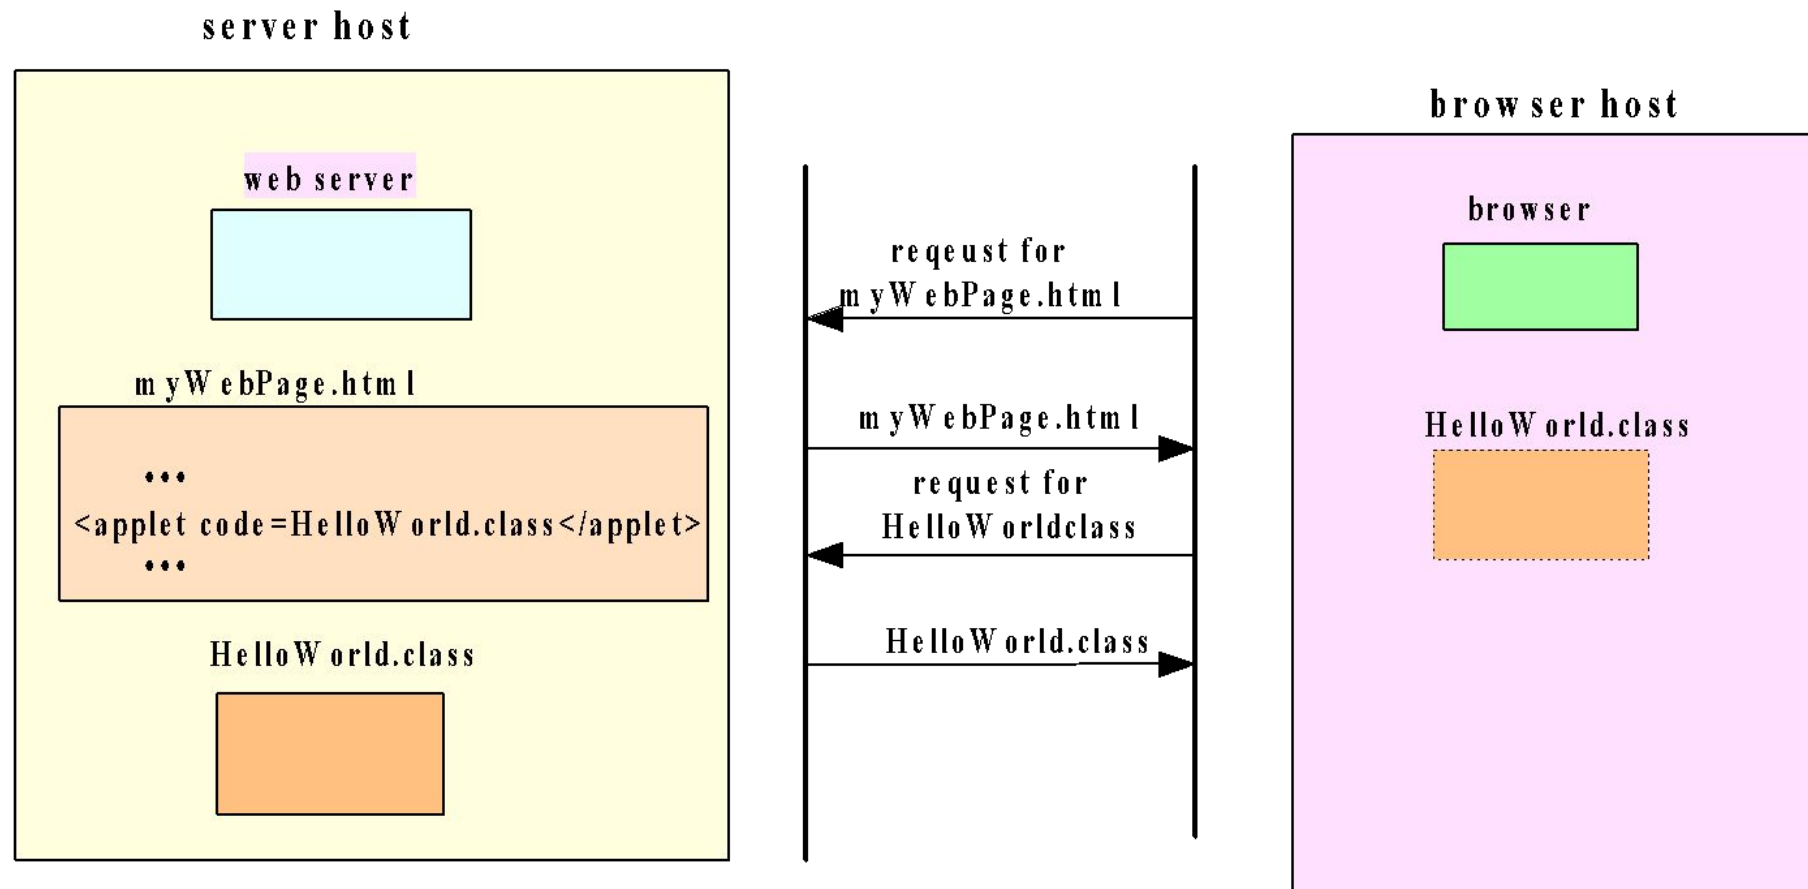 server host
web server
myWebPage.html
•••
<applet code=HelloWorld.class</applet>
•••
HelloWorld.class
reqeust for
myWebPage.html
myWebPage.html
request for
HelloWorldclass
HelloWorld.class
browser host
browser
HelloWorld.class